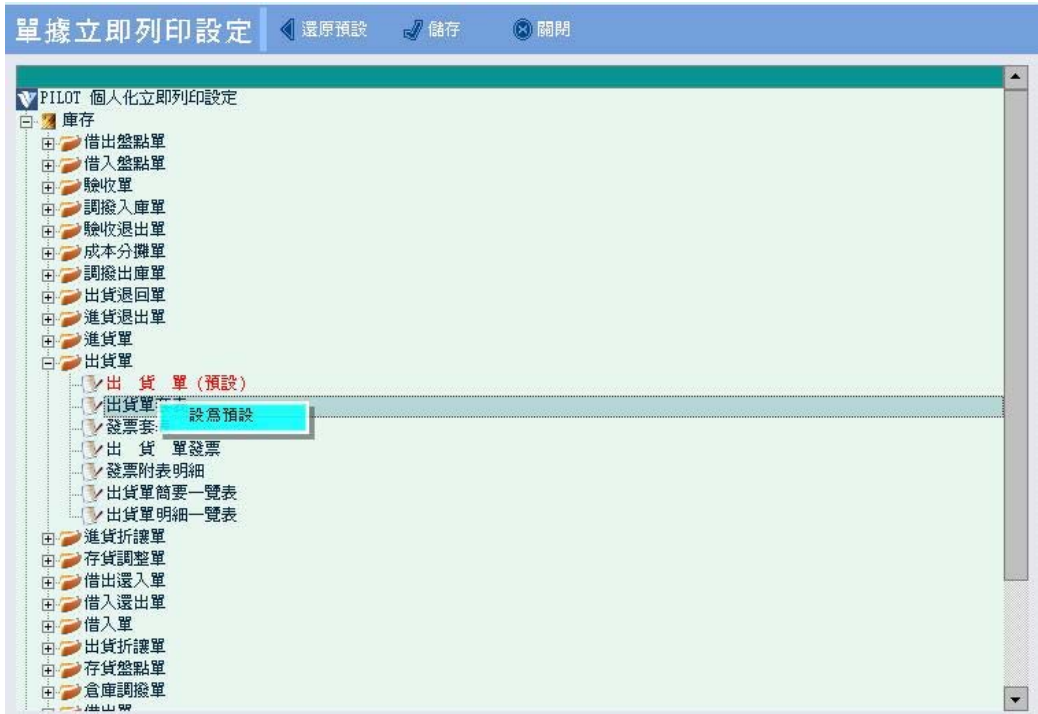 單據立即列印設定 還原預設 儲存 關閉
PILOT 個人化立即列印設定
庫存
借出盤點單
借入盤點單
驗收單
調撥入庫單
驗收退出單
成本分攤單
調撥出庫單
出貨退回單
進貨退出單
進貨單
出貨單
出 貨 單(預設)
出貨單套表
設為預設
發票套
出 貨 單發票
發票附表明細
出貨單簡要一覽表
出貨單明細一覽表
進貨折讓單
存貨調整單
借出還入單
借入還出單
借入單
出貨折讓單
存貨盤點單
倉庫調撥單
借出單